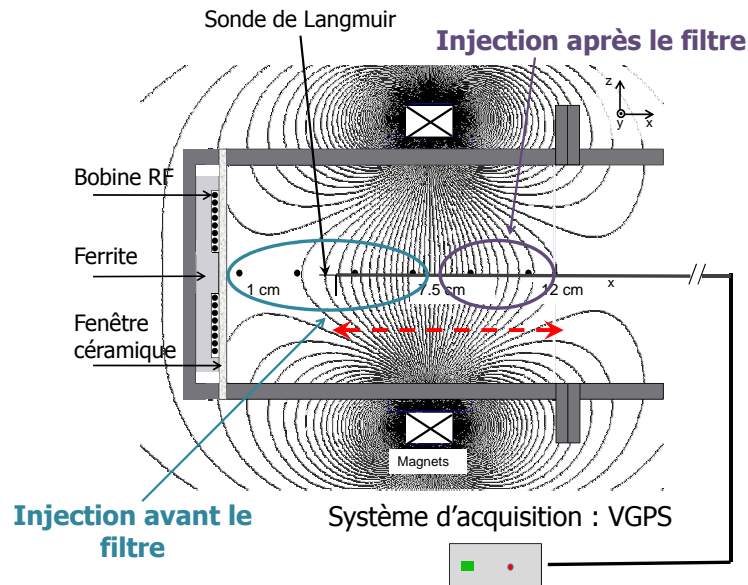 Sonde de Langmuir
Injection après le filtre
z
y
x
Bobine RF
Ferrite
1 cm
7.5 cm
12 cm
x
Fenêtre
céramique
Magnets
Injection avant le
filtre
Système d'acquisition : VGPS